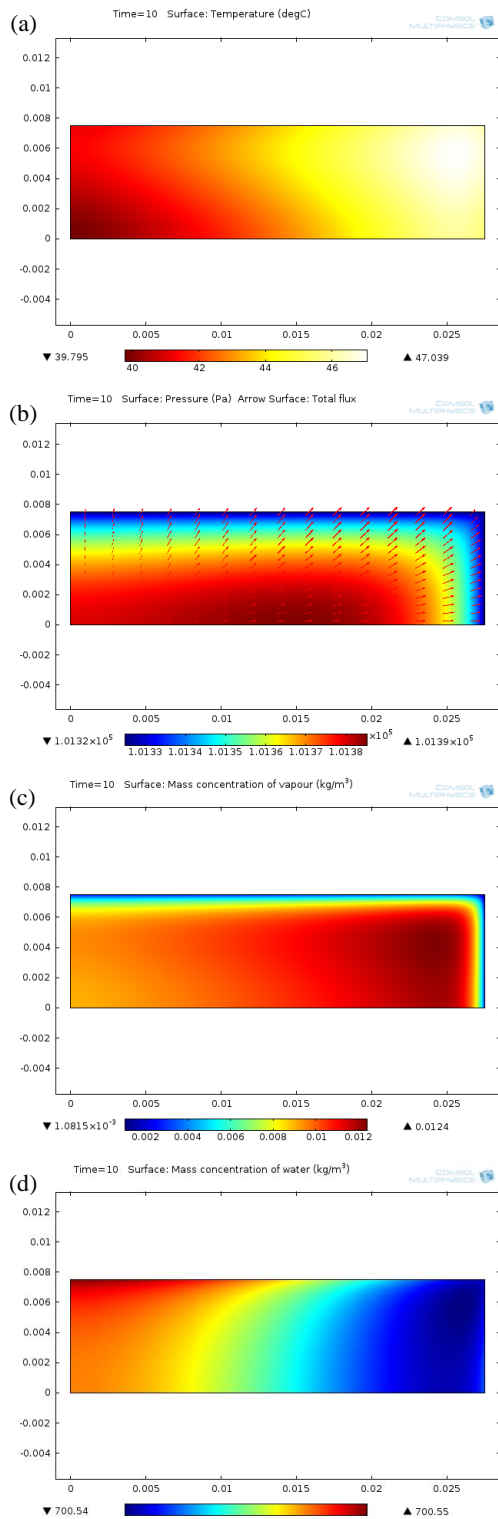 (a)
Time=10 Surface: Temperature (degC)
COMSOL
MULTIPHYSICS
0.012
0.01
0.008
0.006
0.004
0.002
0
-0.002
-0.004
0 0.005 0.01 0.015 0.02 0.025
▼ 39.795 ▲ 47.039
40 42 44 46
(b)
Time=10 Surface: Pressure (Pa) Arrow Surface: Total flux
COMSOL
MULTIPHYSICS
0.012
0.01
0.008
0.006
0.004
0.002
0
-0.002
-0.004
0 0.005 0.01 0.015 0.02 0.025
▼ 1.0132×10⁵ ×10⁵ ▲ 1.0139×10⁵
1.0133 1.0134 1.0135 1.0136 1.0137 1.0138
(c)
Time=10 Surface: Mass concentration of vapour (kg/m³)
COMSOL
MULTIPHYSICS
0.012
0.01
0.008
0.006
0.004
0.002
0
-0.002
-0.004
0 0.005 0.01 0.015 0.02 0.025
▼ 1.0815×10⁻³ ▲ 0.0124
0.002 0.004 0.006 0.008 0.01 0.012
(d)
Time=10 Surface: Mass concentration of water (kg/m³)
COMSOL
MULTIPHYSICS
0.012
0.01
0.008
0.006
0.004
0.002
0
-0.002
-0.004
0 0.005 0.01 0.015 0.02 0.025
▼ 700.54 ▲ 700.55